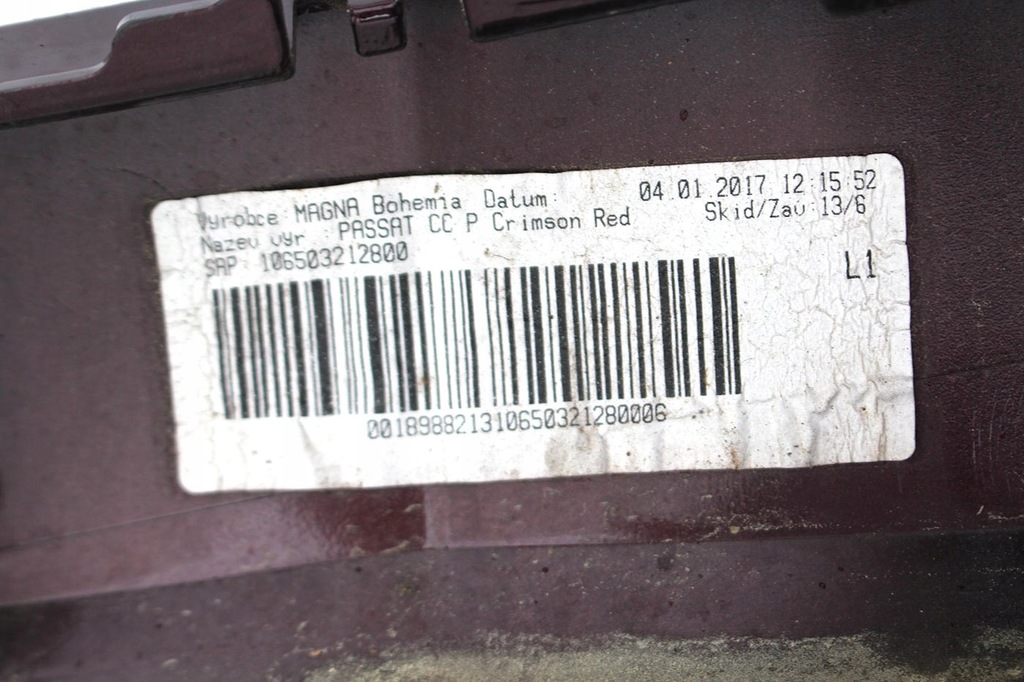 Vyrobce: MAGNA Bohemia Datum: 04.01.2017 12:15:52
Nazev vyr : PASSAT CC P Crimson Red Skid/Zav: 13/6
SAP : 106503212800
L1
001898821310650321280006